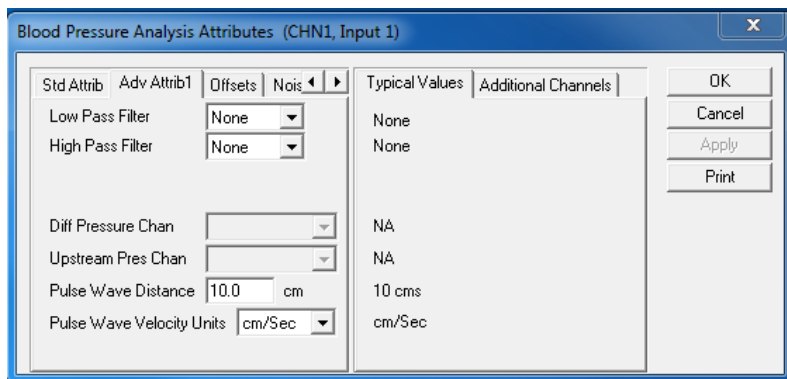 Blood Pressure Analysis Attributes (CHN1, Input 1)
Std Attrib Adv Attrib1 Offsets Nois Typical Values Additional Channels OK
Low Pass Filter None None Cancel
High Pass Filter None None Apply
Print
Diff Pressure Chan NA
Upstream Pres Chan NA
Pulse Wave Distance 10.0 cm 10 cms
Pulse Wave Velocity Units cm/Sec cm/Sec